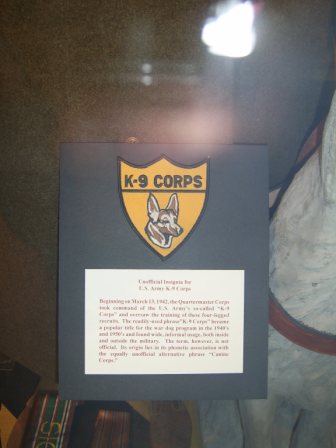 K-9 CORPS
Unofficial Insignia for
U.S. Army K-9 Corps
Beginning on March 13, 1942, the Quartermaster Corps
took command of the U.S. Army's so-called "K-9
Corps" and oversaw the training of these four-legged
recruits. The readily-used phrase "K-9 Corps" became
a popular title for the war dog program in the 1940's
and 1950's and found wide, informal usage, both inside
and outside the military. The term, however, is not
official. Its origin lies in its phonetic association with
the equally unofficial alternative phrase "Canine
Corps."